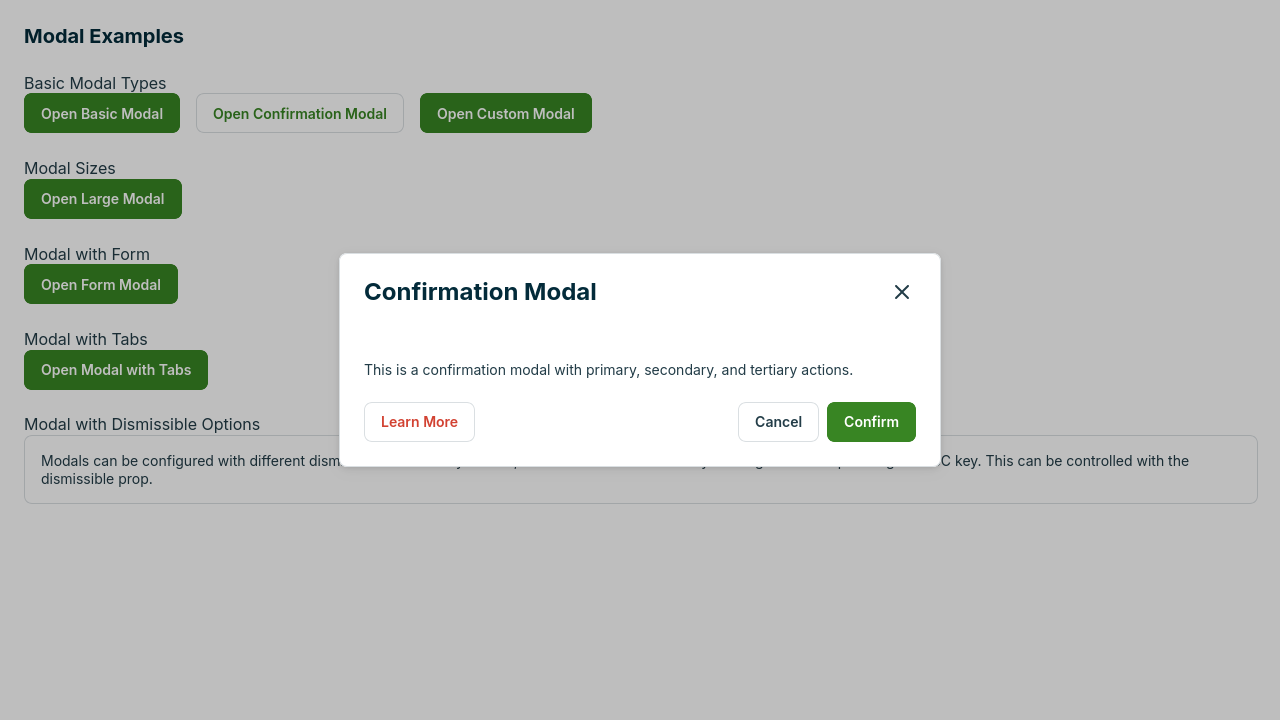 Modal Examples
Basic Modal Types
Open Basic Modal
Open Confirmation Modal
Open Custom Modal
Modal Sizes
Open Large Modal
Modal with Form
Open Form Modal
Modal with Tabs
Open Modal with Tabs
Confirmation Modal
This is a confirmation modal with primary, secondary, and tertiary actions.
Learn More
Cancel
Confirm
Modal with Dismissible Options
Modals can be configured with different key. This can be controlled with the
dismissible prop.